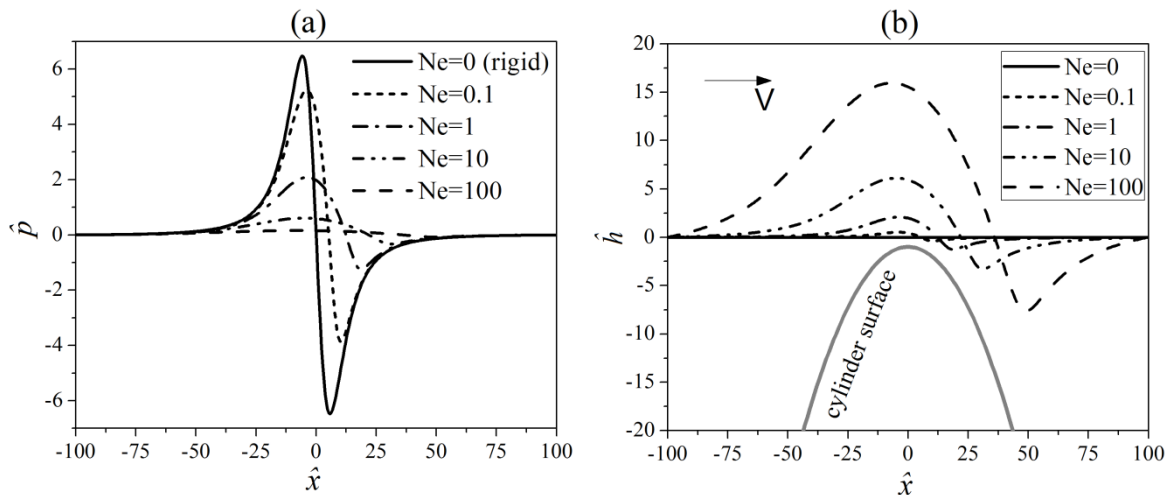 (a)
6
4
2
0
-2
-4
-6
p̂
-100
-75
-50
-25
0
25
50
75
100
x̂
Ne=0 (rigid)
Ne=0.1
Ne=1
Ne=10
Ne=100
(b)
20
15
10
5
0
-5
-10
-15
-20
ĥ
-100
-75
-50
-25
0
25
50
75
100
x̂
V
cylinder surface
Ne=0
Ne=0.1
Ne=1
Ne=10
Ne=100